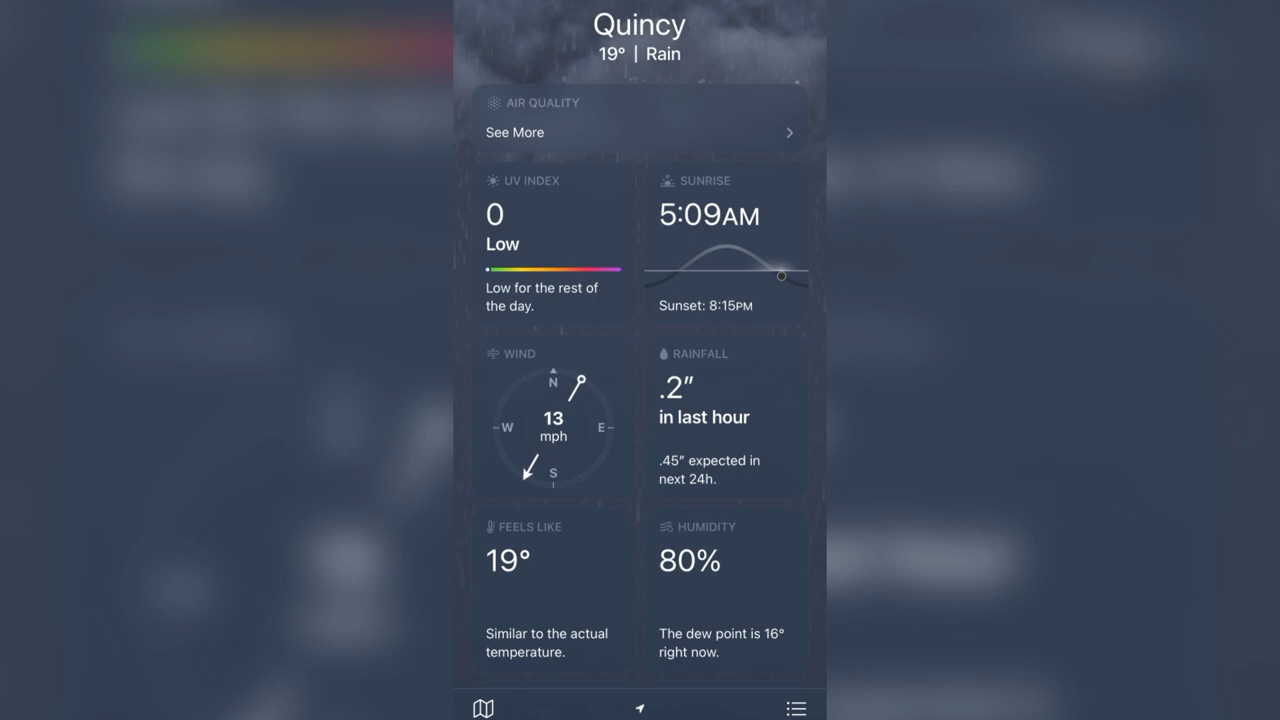 Quincy
19° | Rain
AIR QUALITY
See More
UV INDEX
0
Low
Low for the rest of
the day.
SUNRISE
5:09AM
Sunset: 8:15PM
WIND
N
W
E
S
13
mph
RAINFALL
.2″
in last hour
.45″ expected in
next 24h.
FEELS LIKE
19°
Similar to the actual
temperature.
HUMIDITY
80%
The dew point is 16°
right now.